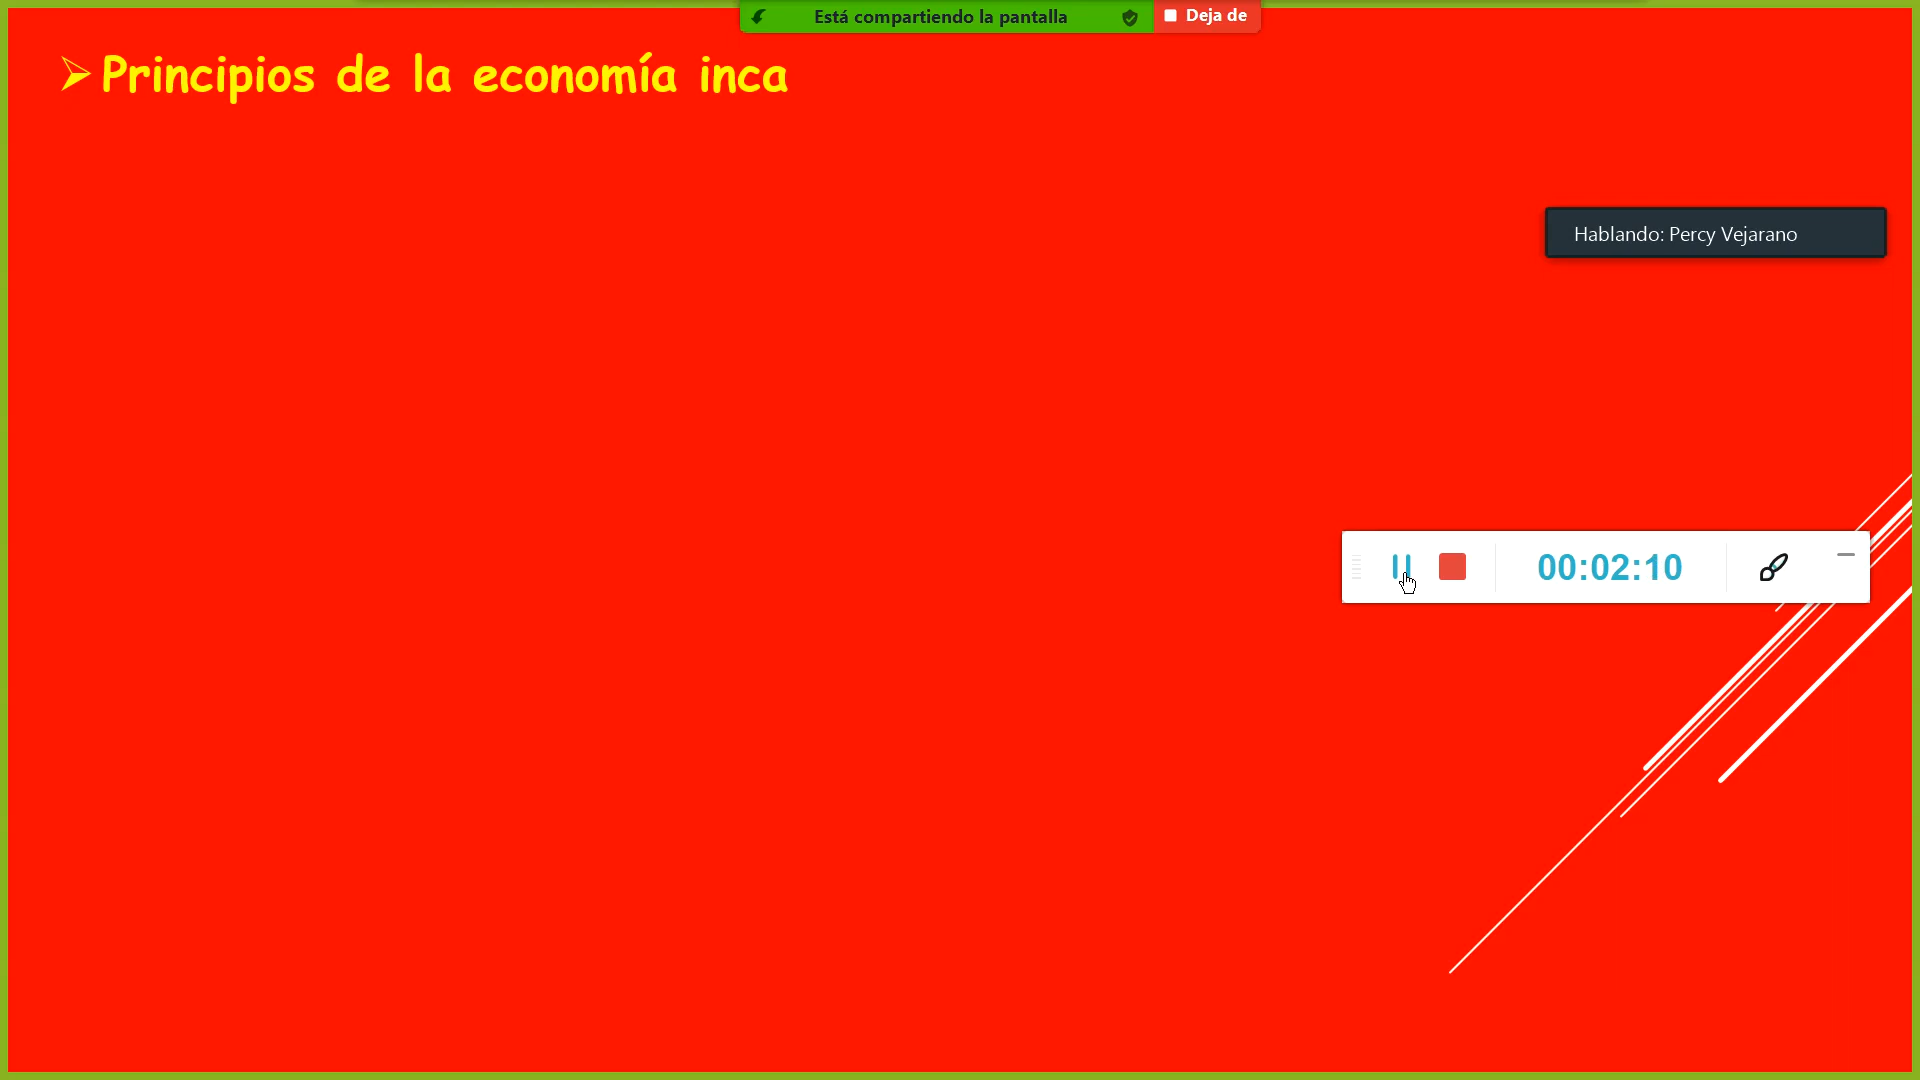 Está compartiendo la pantalla
Deja de
Principios de la economía inca
Hablando: Percy Vejarano
00:02:10